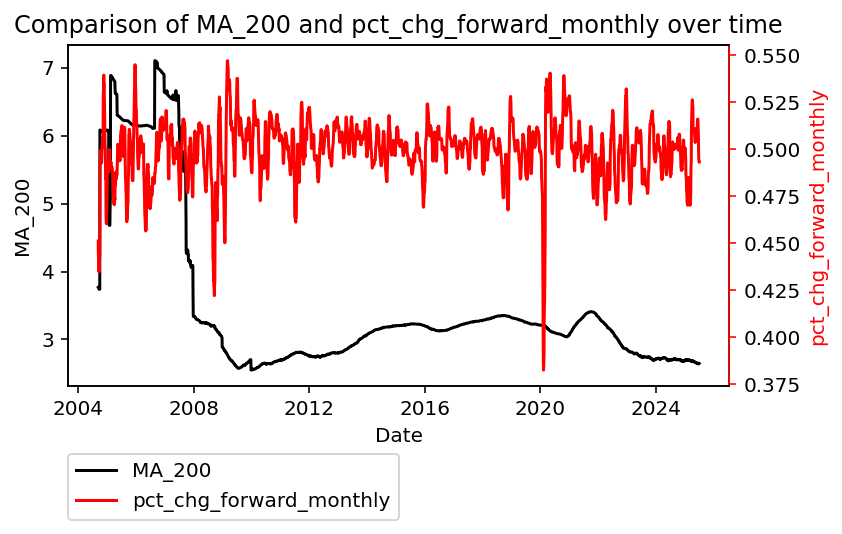 Comparison of MA_200 and pct_chg_forward_monthly over time
7
6
5
4
3
MA_200
0.550
0.525
0.500
0.475
0.450
0.425
0.400
0.375
pct_chg_forward_monthly
2004 2008 2012 2016 2020 2024
Date
MA_200
pct_chg_forward_monthly